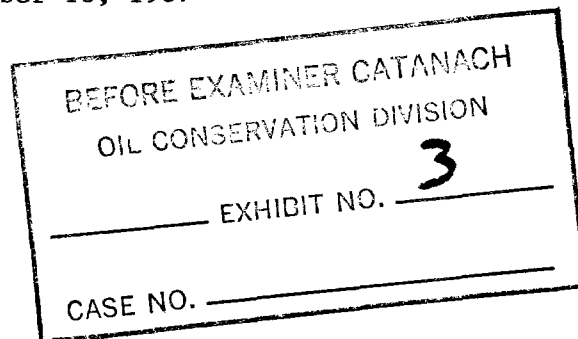 BEFORE EXAMINER CATANACH
OIL CONSERVATION DIVISION
EXHIBIT NO. 3
CASE NO.